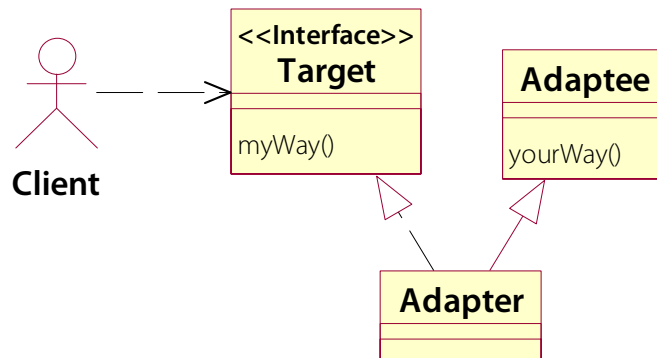 <<Interface>>
Target
myWay()
Adaptee
yourWay()
Client
Adapter